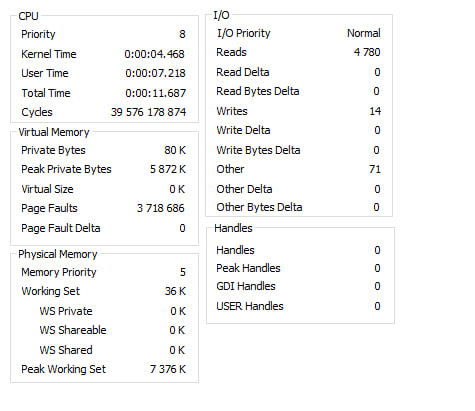 CPU
Priority 8
Kernel Time 0:00:04.468
User Time 0:00:07.218
Total Time 0:00:11.687
Cycles 39 576 178 874
Virtual Memory
Private Bytes 80 K
Peak Private Bytes 5 872 K
Virtual Size 0 K
Page Faults 3 718 686
Page Fault Delta 0
Physical Memory
Memory Priority 5
Working Set 36 K
WS Private 0 K
WS Shareable 0 K
WS Shared 0 K
Peak Working Set 7 376 K
I/O
I/O Priority Normal
Reads 4 780
Read Delta 0
Read Bytes Delta 0
Writes 14
Write Delta 0
Write Bytes Delta 0
Other 71
Other Delta 0
Other Bytes Delta 0
Handles
Handles 0
Peak Handles 0
GDI Handles 0
USER Handles 0